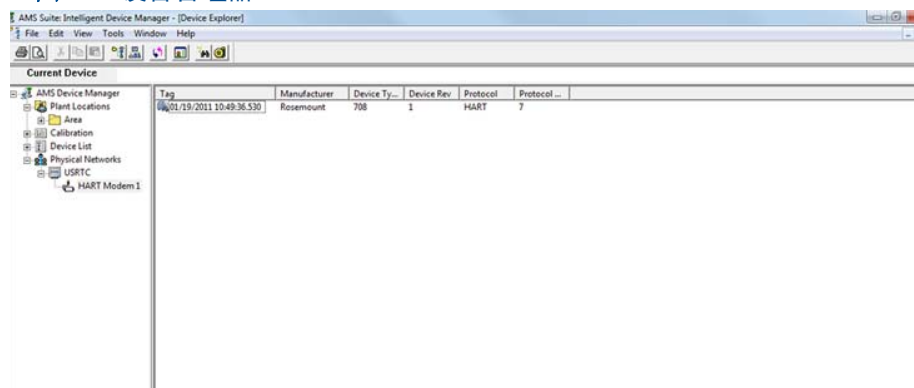 AMS Suite: Intelligent Device Manager - [Device Explorer]
File Edit View Tools Window Help
Current Device
AMS Device Manager
Plant Locations
Area
Calibration
Device List
Physical Networks
USRTC
HART Modem 1
Tag Manufacturer Device Ty... Device Rev Protocol Protocol ...
01/19/2011 10:49:36.530 Rosemount 708 1 HART 7